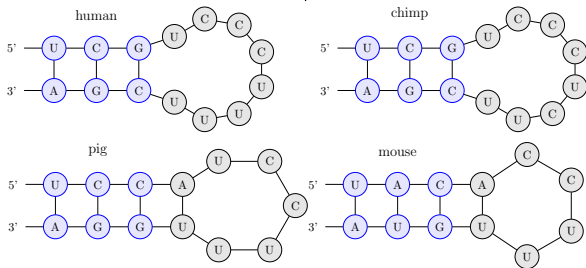 human
5' U C G U C C C
3' A G C U U U U
chimp
5' U C G U C C C
3' A G C U U C U
pig
5' U C C A U C C
3' A G G U U U
mouse
5' U A C A C C
3' A U G U U U